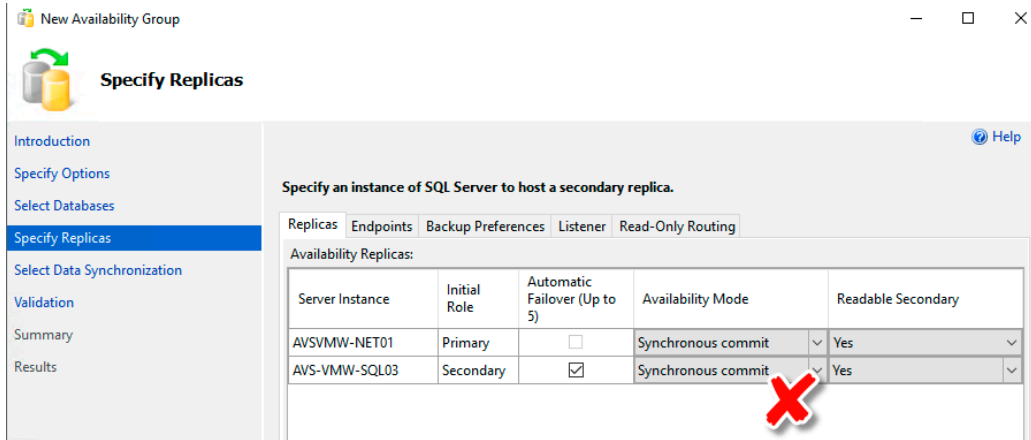 New Availability Group
Specify Replicas
Introduction
Help
Specify Options
Specify an instance of SQL Server to host a secondary replica.
Select Databases
Replicas Endpoints Backup Preferences Listener Read-Only Routing
Specify Replicas
Availability Replicas:
Select Data Synchronization
Validation
Summary
Results
Server Instance
Initial
Role
Automatic
Failover (Up to
5)
Availability Mode
Readable Secondary
AVSVMW-NET01 Primary Synchronous commit Yes
AVS-VMW-SQL03 Secondary Synchronous commit Yes